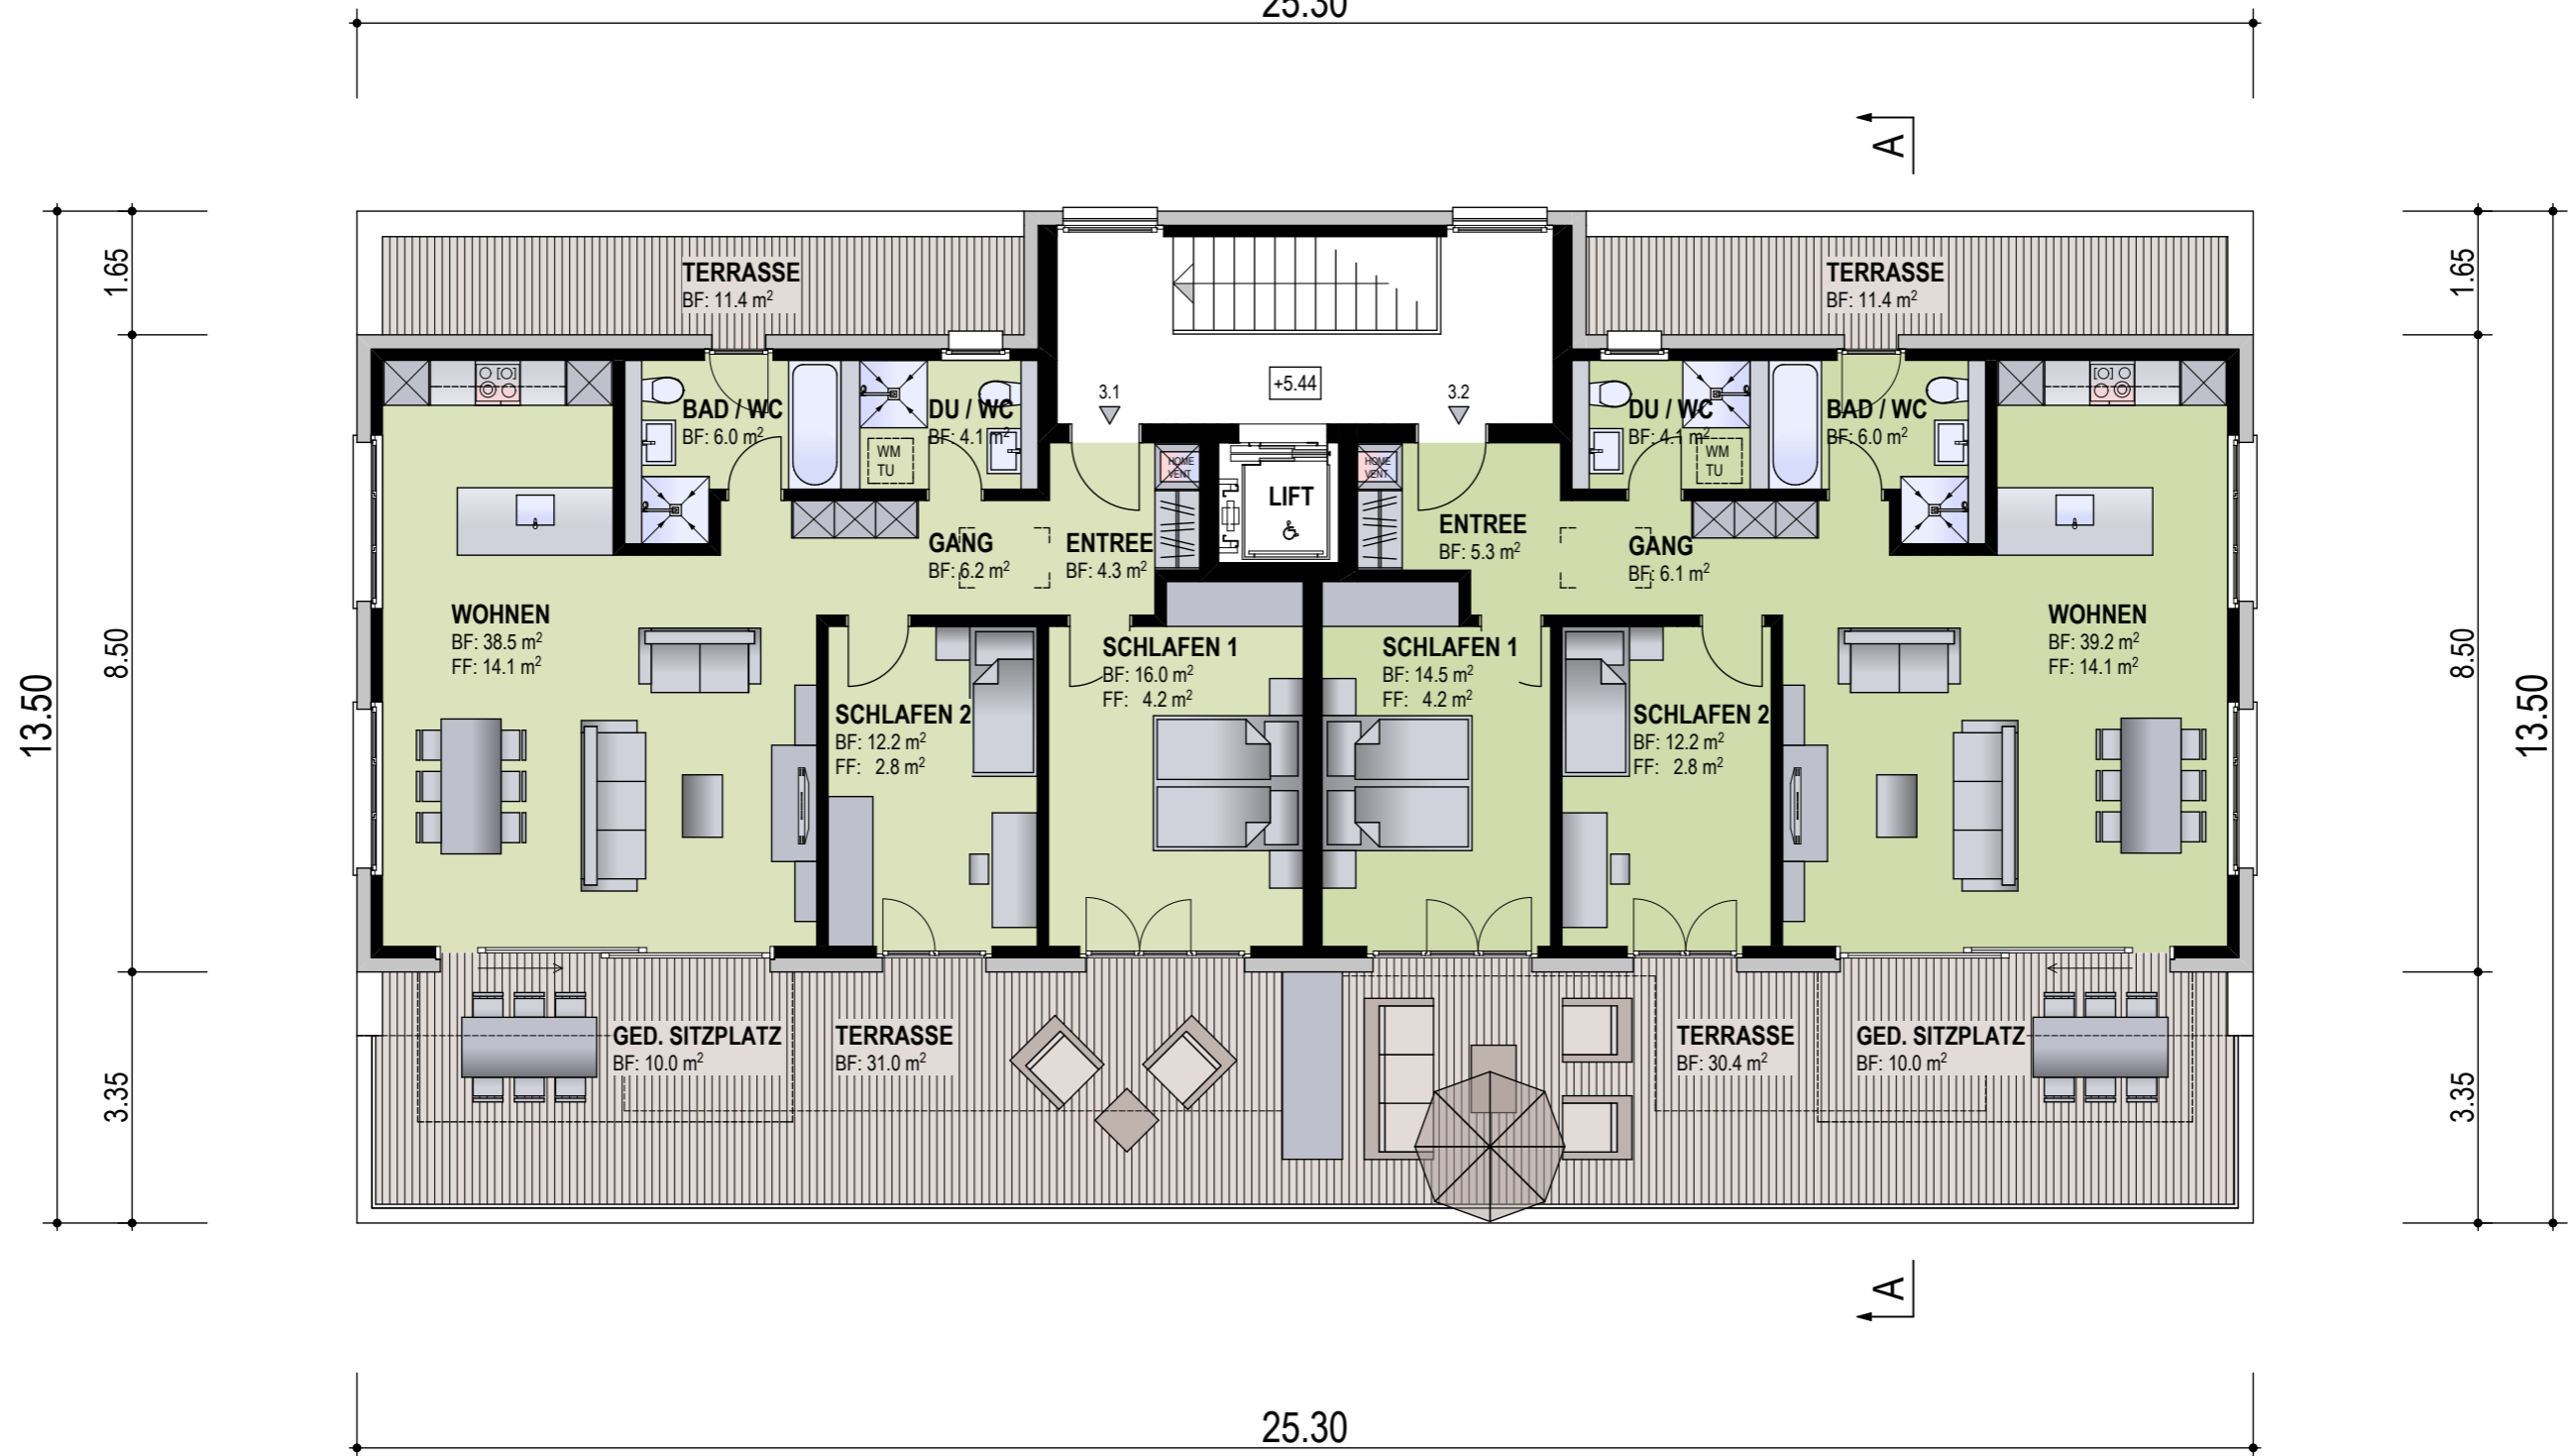 25.30
A
1.65
8.50
3.35
13.50
TERRASSE
BF: 11.4 m²
TERRASSE
BF: 11.4 m²
+5.44
3.1
3.2
BAD / WC
BF: 6.0 m²
DU / WC
BF: 4.1 m²
WM
TU
HOME
VENT
LIFT
HOME
VENT
DU / WC
BF: 4.1 m²
WM
TU
BAD / WC
BF: 6.0 m²
GANG
BF: 6.2 m²
ENTREE
BF: 4.3 m²
ENTREE
BF: 5.3 m²
GANG
BF: 6.1 m²
WOHNEN
BF: 38.5 m²
FF: 14.1 m²
SCHLAFEN 2
BF: 12.2 m²
FF: 2.8 m²
SCHLAFEN 1
BF: 16.0 m²
FF: 4.2 m²
SCHLAFEN 1
BF: 14.5 m²
FF: 4.2 m²
SCHLAFEN 2
BF: 12.2 m²
FF: 2.8 m²
WOHNEN
BF: 39.2 m²
FF: 14.1 m²
GED. SITZPLATZ
BF: 10.0 m²
TERRASSE
BF: 31.0 m²
TERRASSE
BF: 30.4 m²
GED. SITZPLATZ
BF: 10.0 m²
1.65
8.50
3.35
13.50
A
25.30